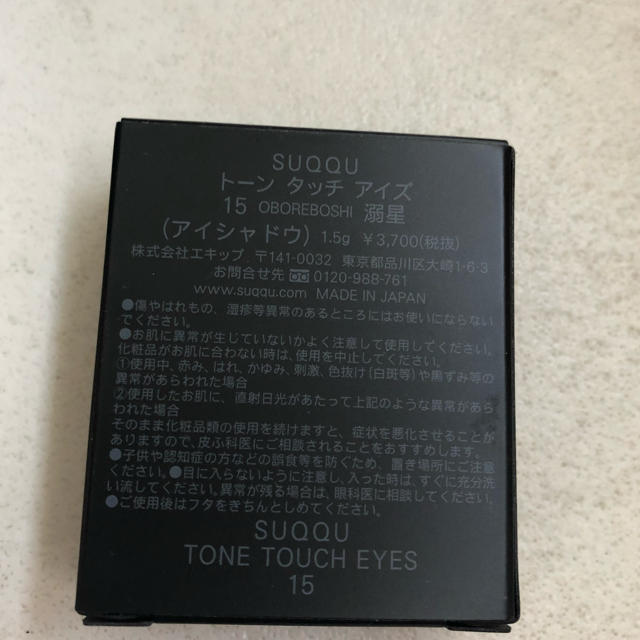 SUQQU
トーン タッチ アイズ
15 OBOREBOSHI 溺星
(アイシャドウ) 1.5g ￥3,700(税抜)
株式会社エキップ 〒141-0032 東京都品川区大崎1-6-3
お問合せ先 0120-988-761
www.suqqu.com MADE IN JAPAN
●傷やはれもの、湿疹等異常のあるところにはお使いにならない
でください。
●お肌に異常が生じていないかよく注意して使用してください。
化粧品がお肌に合わない時は、使用を中止してください。
①使用中、赤み、はれ、かゆみ、刺激、色抜け(白斑等)や黒ずみ等の
異常があらわれた場合
②使用したお肌に、直射日光があたって上記のような異常があら
われた場合
そのまま化粧品類の使用を続けますと、症状を悪化させることが
ありますので、皮ふ科医にご相談されることをおすすめします。
●子供や認知症の方などの誤食等を防ぐため、置き場所にご注意
ください。●目に入らないように注意し、入った時は、すぐに充分洗
い流してください。異常が残る場合は、眼科医に相談してください。
●ご使用後はフタをきちんとしめてください。
SUQQU
TONE TOUCH EYES
15